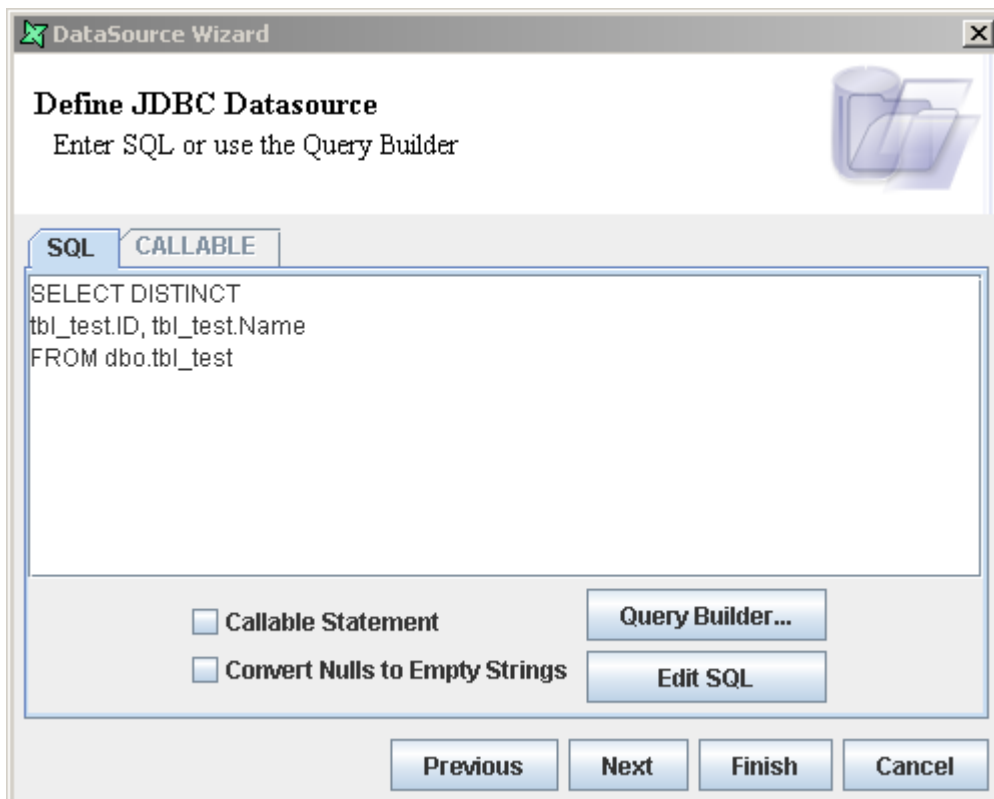 DataSource Wizard
Define JDBC Datasource
Enter SQL or use the Query Builder
SQL CALLABLE
SELECT DISTINCT
tbl_test.ID, tbl_test.Name
FROM dbo.tbl_test
Callable Statement Query Builder...
Convert Nulls to Empty Strings Edit SQL
Previous Next Finish Cancel